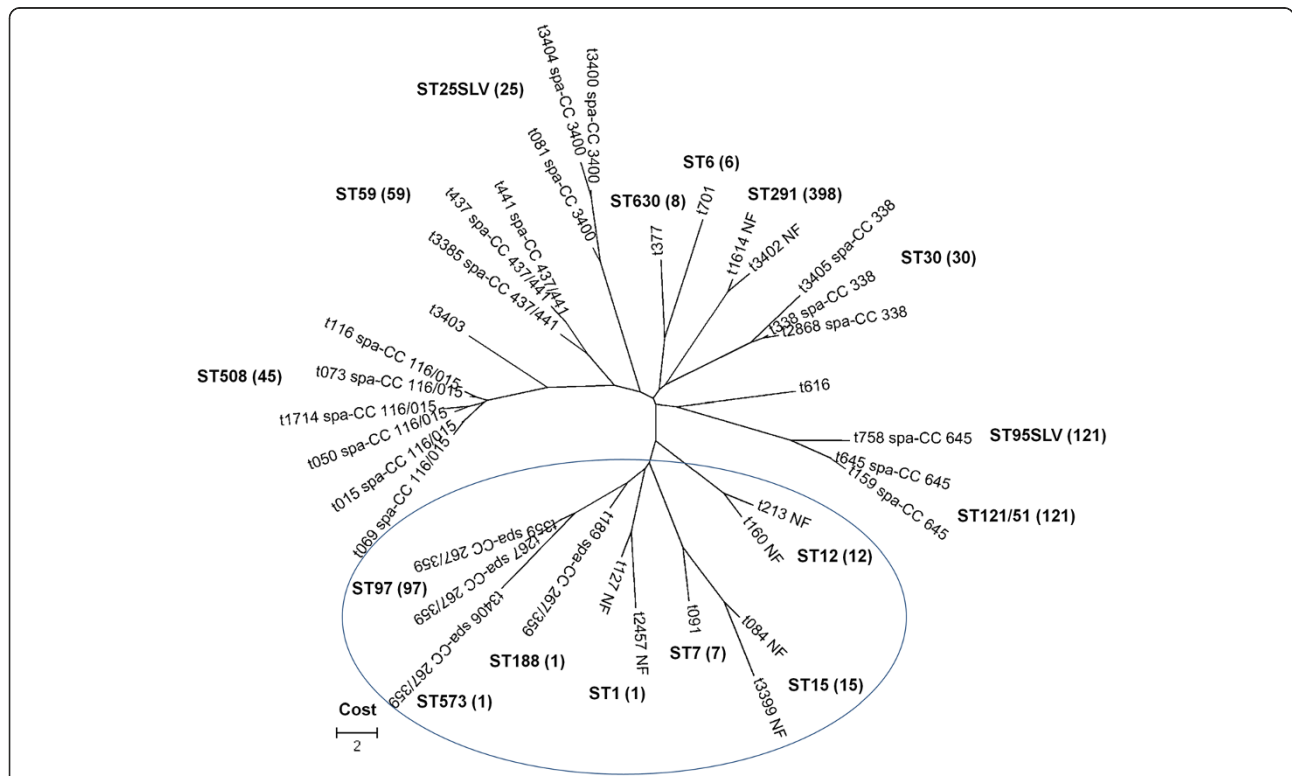 t3404 spa-CC 3400
t3400 spa-CC 3400
ST25SLV (25)
t081 spa-CC 3400
ST6 (6)
ST59 (59)
t441 spa-CC 437/441
t437 spa-CC 437/441
t3385 spa-CC 437/441
ST630 (8)
t377
t701
ST291 (398)
t1614 NF
t3402 NF
t3405 spa-CC 338
ST30 (30)
t338 spa-CC 338
t2868 spa-CC 338
t3403
t116 spa-CC 116/015
ST508 (45)
t073 spa-CC 116/015
t1714 spa-CC 116/015
t050 spa-CC 116/015
t015 spa-CC 116/015
t069 spa-CC 116/015
t616
t758 spa-CC 645
ST95SLV (121)
t645 spa-CC 645
t159 spa-CC 645
ST121/51 (121)
t213 NF
t160 NF
ST12 (12)
t359 spa-CC 267/359
t267 spa-CC 267/359
ST97 (97)
t3406 spa-CC 267/359
t189 spa-CC 267/359
t127 NF
t2457 NF
t091
t084 NF
t3399 NF
ST188 (1)
ST7 (7)
ST15 (15)
ST573 (1)
ST1 (1)
Cost
2